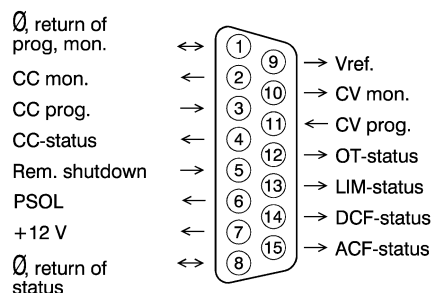 Ø, return of
prog, mon.
CC mon.
CC prog.
CC-status
Rem. shutdown
PSOL
+12 V
Ø, return of
status
1
2
3
4
5
6
7
8
9
10
11
12
13
14
15
Vref.
CV mon.
CV prog.
OT-status
LIM-status
DCF-status
ACF-status